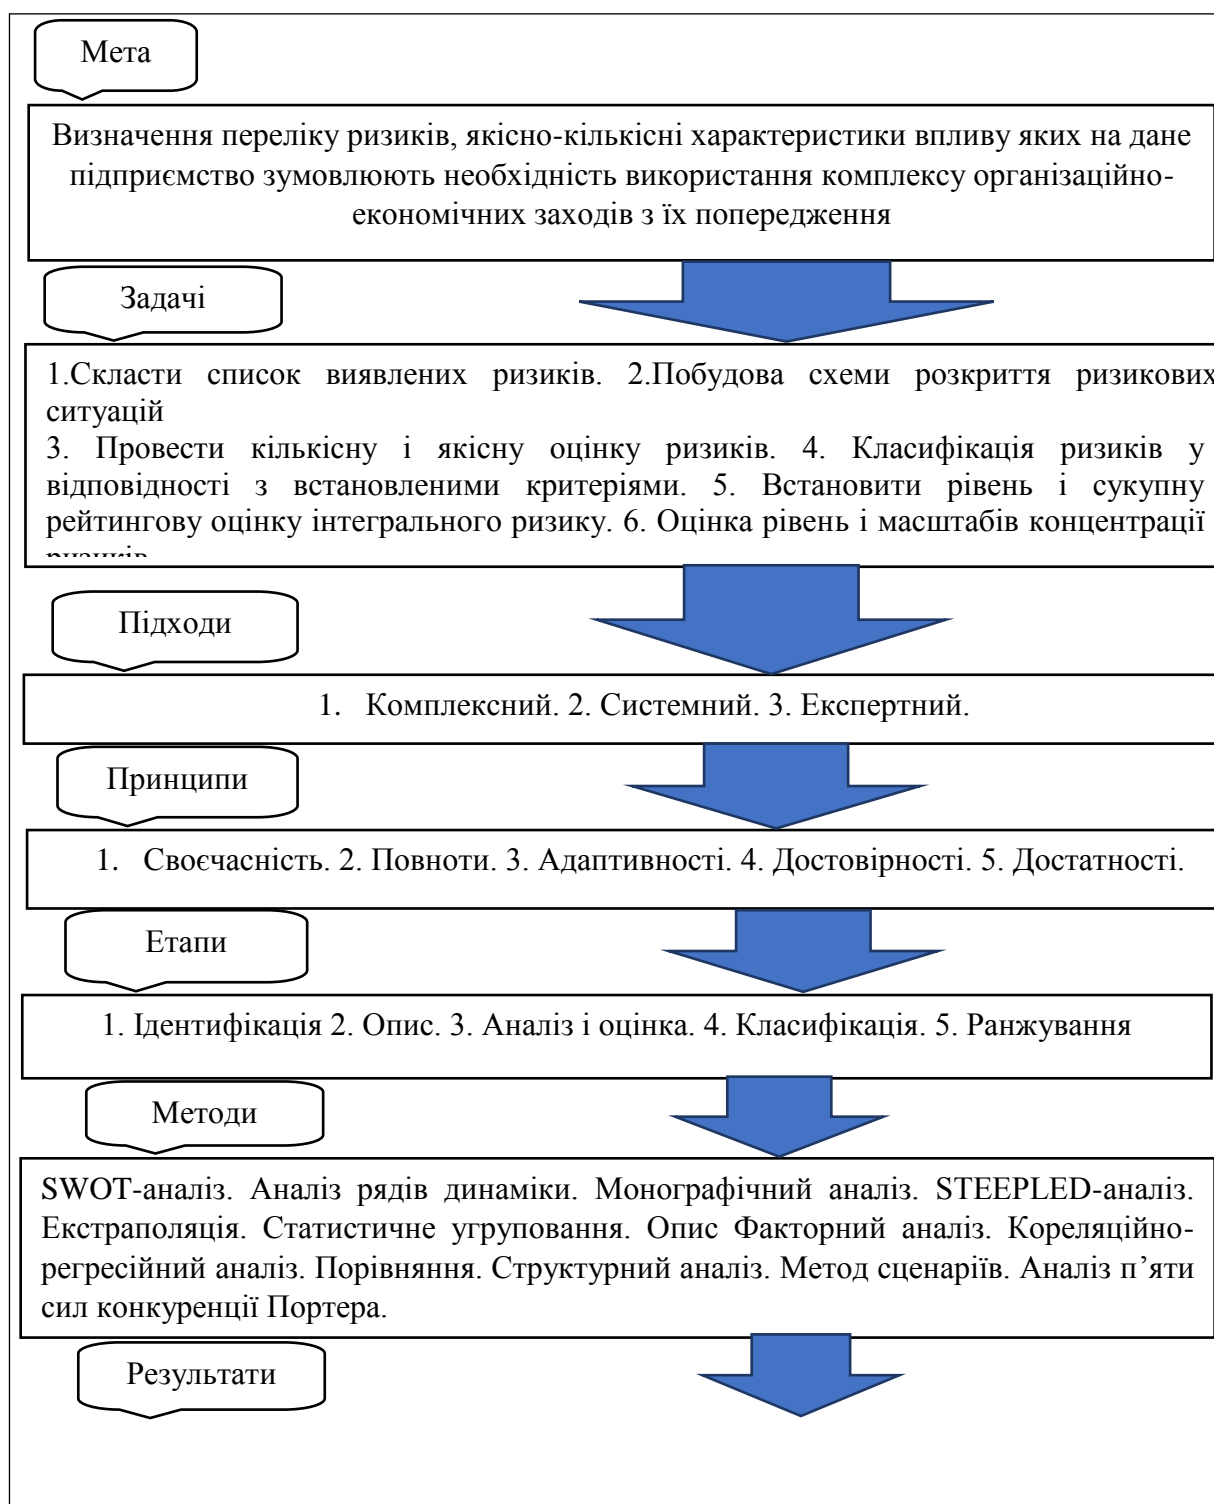 Мета
Визначення переліку ризиків, якісно-кількісні характеристики впливу яких на дане
підприємство зумовлюють необхідність використання комплексу організаційно-
економічних заходів з їх попередження
Задачі
1.Скласти список виявлених ризиків. 2.Побудова схеми розкриття ризикових
ситуацій
3. Провести кількісну і якісну оцінку ризиків. 4. Класифікація ризиків у
відповідності з встановленими критеріями. 5. Встановити рівень і сукупну
рейтингову оцінку інтегрального ризику. 6. Оцінка рівень і масштабів концентрації
Підходи
1. Комплексний. 2. Системний. 3. Експертний.
Принципи
1. Своєчасність. 2. Повноти. 3. Адаптивності. 4. Достовірності. 5. Достатності.
Етапи
1. Ідентифікація 2. Опис. 3. Аналіз і оцінка. 4. Класифікація. 5. Ранжування
Методи
SWOT-аналіз. Аналіз рядів динаміки. Монографічний аналіз. STEEPLED-аналіз.
Екстраполяція. Статистичне угруповання. Опис Факторний аналіз. Кореляційно-
регресійний аналіз. Порівняння. Структурний аналіз. Метод сценаріїв. Аналіз п’яти
сил конкуренції Портера.
Результати